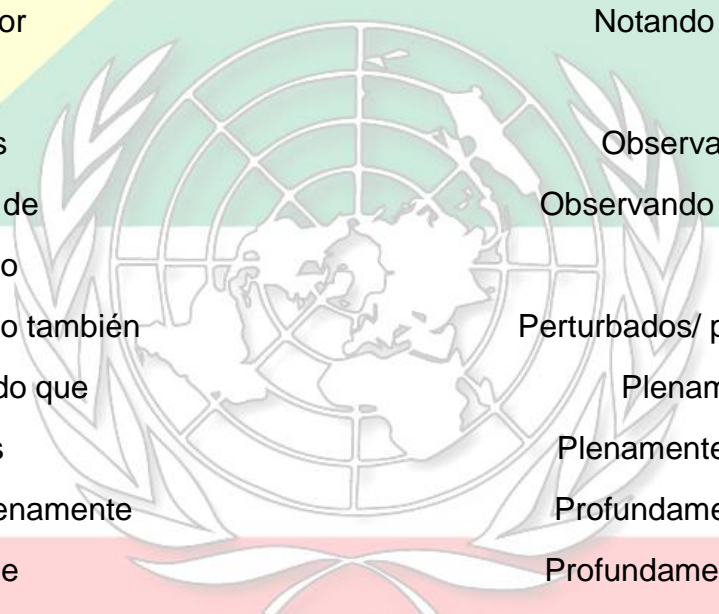 or
s
de
o
o también
do que
s
enamente
e
Notando
Observa
Observando
Perturbados/ p
Plenam
Plenamente
Profundame
Profundame